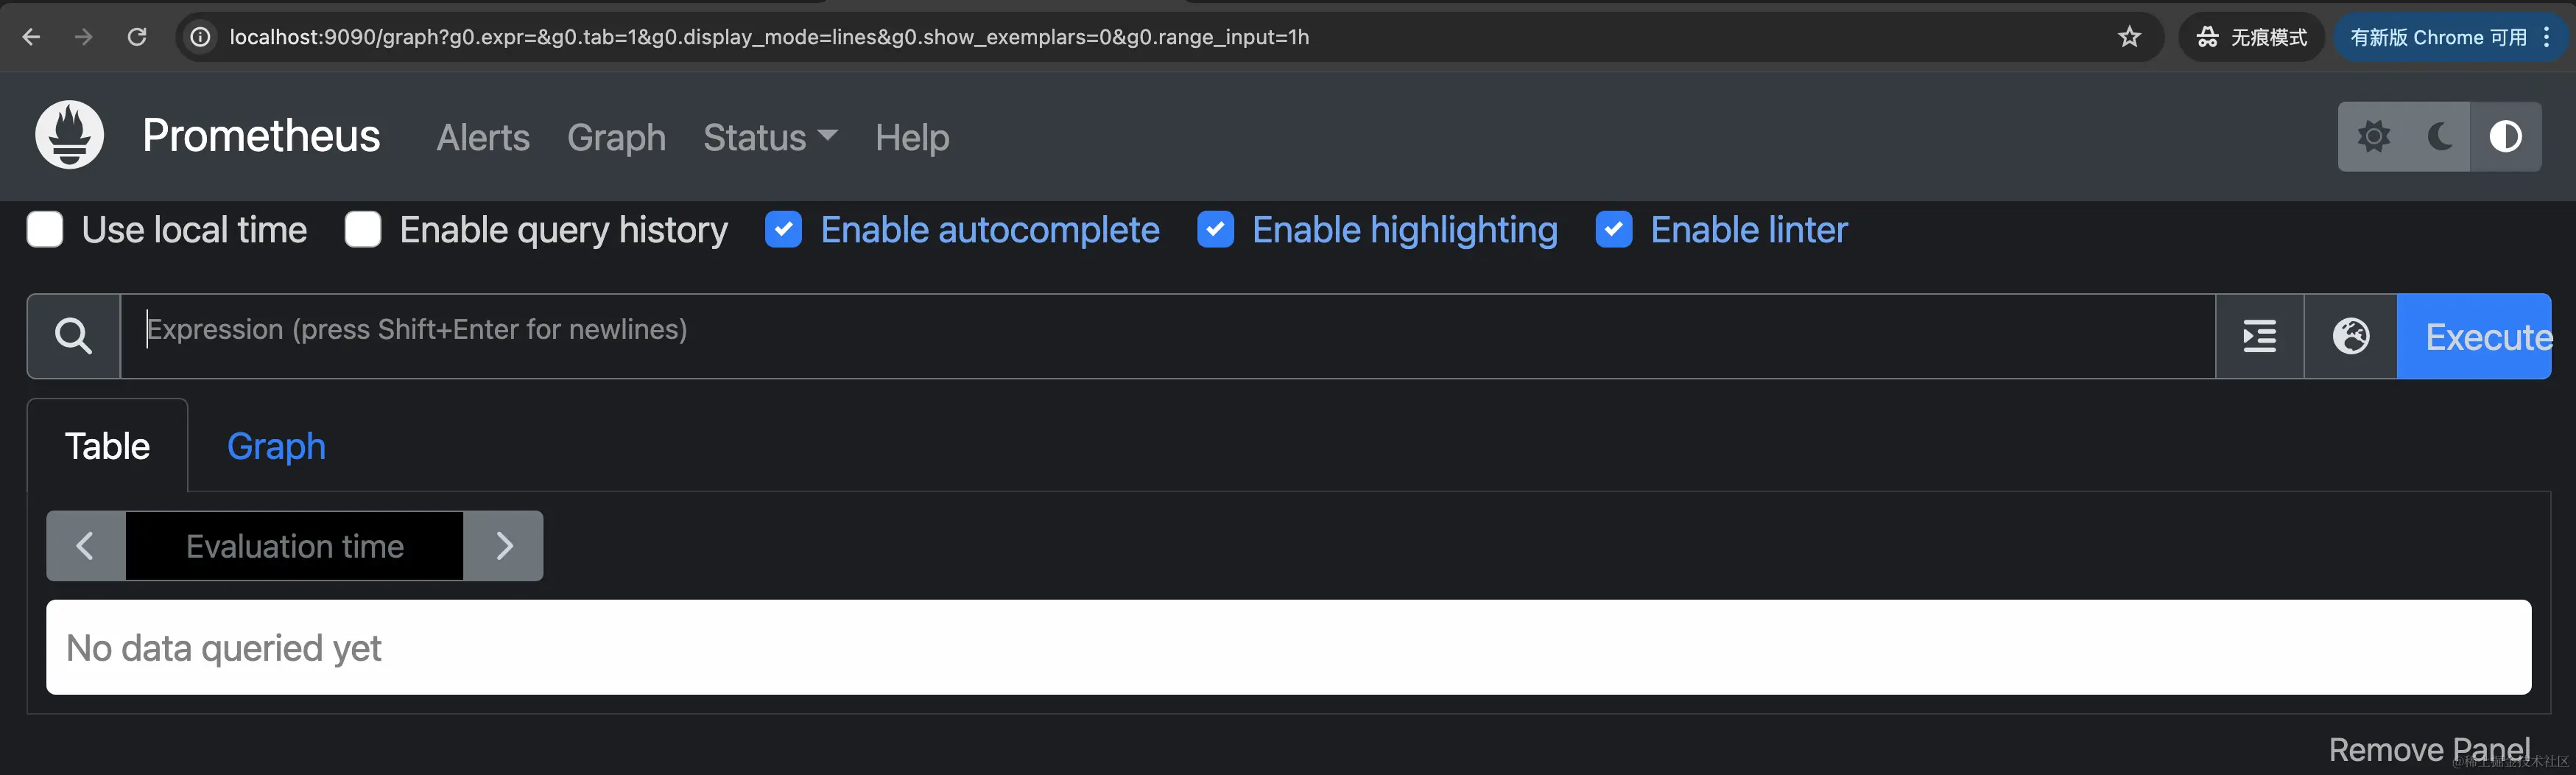 localhost:9090/graph?g0.expr=&g0.tab=1&g0.display_mode=lines&g0.show_exemplars=0&g0.range_input=1h 无痕模式 有新版 Chrome 可用
Prometheus Alerts Graph Status Help
Use local time Enable query history Enable autocomplete Enable highlighting Enable linter
Expression (press Shift+Enter for newlines) Execute
Table Graph
Evaluation time
No data queried yet
Remove Panel
@稀土掘金技术社区